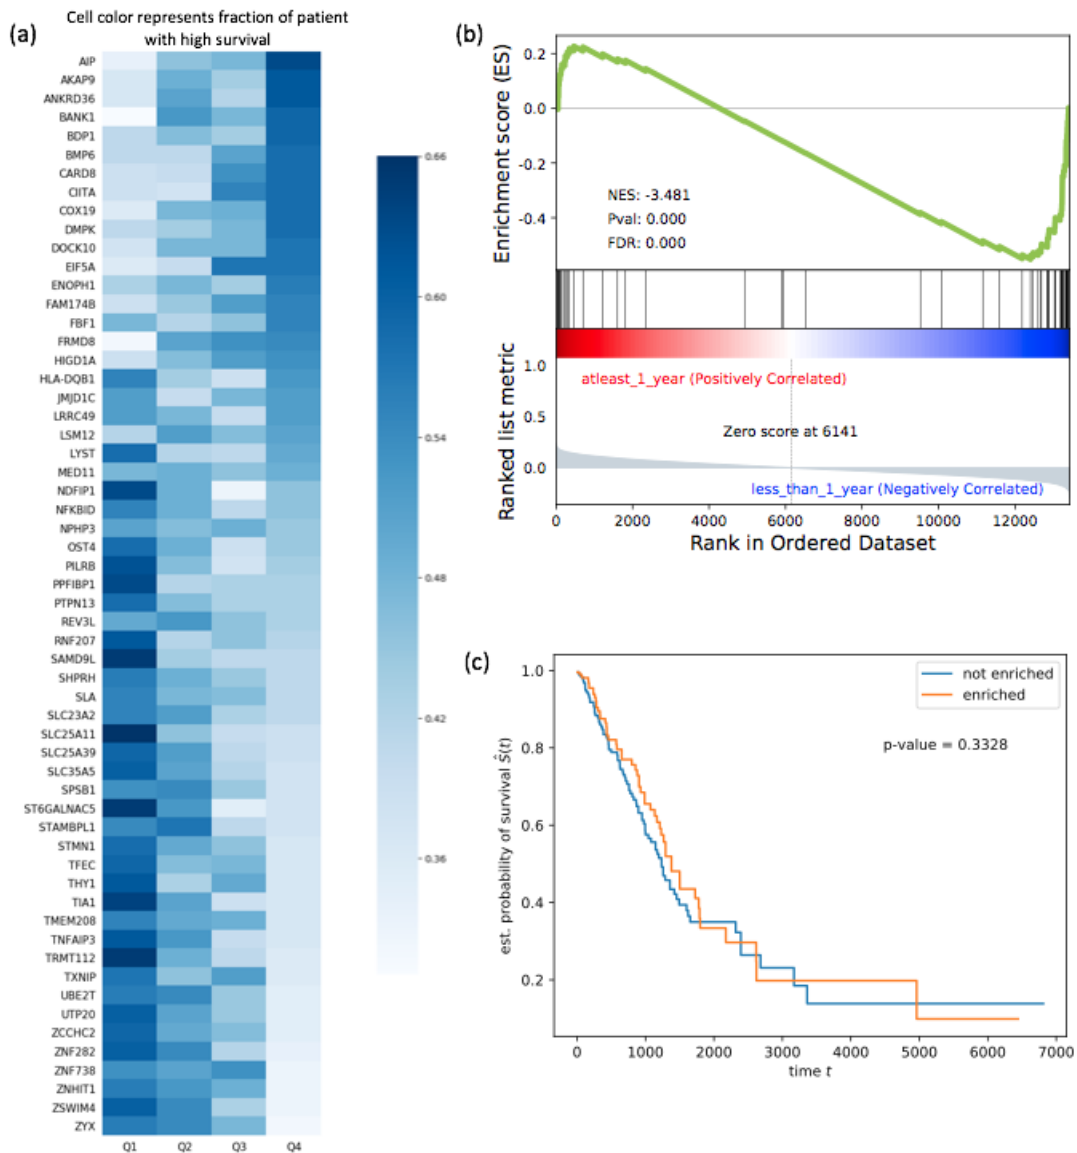 (a)
Cell color represents fraction of patient
with high survival
AIP
AKAP9
ANKRD36
BANK1
BDP1
BMP6
CARD8
CIITA
COX19
DMPK
DOCK10
EIF5A
ENOPH1
FAM174B
FBF1
FRMD8
HIGD1A
HLA-DQB1
JMJD1C
LRRC49
LSM12
LYST
MED11
NDFIP1
NFKBID
NPHP3
OST4
PILRB
PPFIBP1
PTPN13
REV3L
RNF207
SAMD9L
SHPRH
SLA
SLC23A2
SLC25A11
SLC25A39
SLC35A5
SPSB1
ST6GALNAC5
STAMBPL1
STMN1
TFEC
THY1
TIA1
TMEM208
TNFAIP3
TRMT112
TXNIP
UBE2T
UTP20
ZCCHC2
ZNF282
ZNF738
ZNHIT1
ZSWIM4
ZYX
Q1 Q2 Q3 Q4
0.66
0.60
0.54
0.48
0.42
0.36
(b)
Enrichment score (ES)
0.2
0.0
-0.2
-0.4
NES: -3.481
Pval: 0.000
FDR: 0.000
Ranked list metric
1.0
0.5
0.0
atleast_1_year (Positively Correlated)
Zero score at 6141
less_than_1_year (Negatively Correlated)
0 2000 4000 6000 8000 10000 12000
Rank in Ordered Dataset
(c)
est. probability of survival Ŝ(t)
1.0
0.8
0.6
0.4
0.2
not enriched
enriched
p-value = 0.3328
0 1000 2000 3000 4000 5000 6000 7000
time t